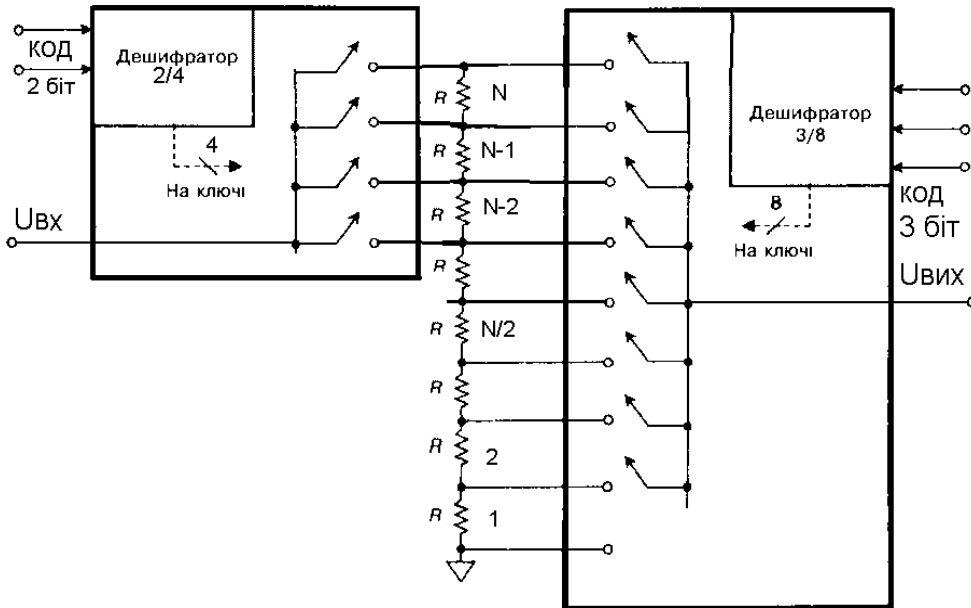 КОД
2 біт
Дешифратор
2/4
4
На ключі
Uвх
R
N
R
N-1
R
N-2
R
R
N/2
R
R
2
R
1
Дешифратор
3/8
8
На ключі
КОД
3 біт
Uвих